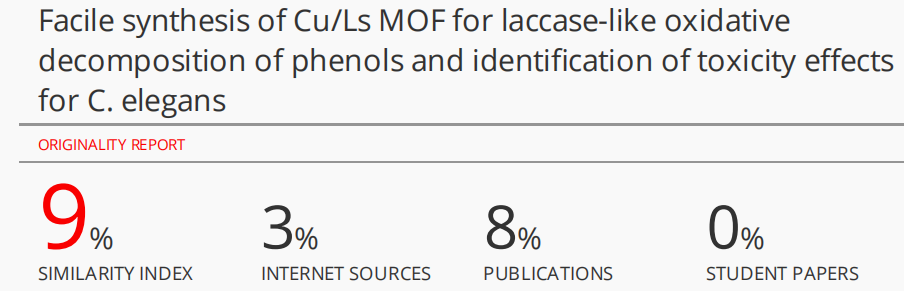 Facile synthesis of Cu/Ls MOF for laccase-like oxidative
decomposition of phenols and identification of toxicity effects
for C. elegans
ORIGINALITY REPORT
9% 3% 8% 0%
SIMILARITY INDEX INTERNET SOURCES PUBLICATIONS STUDENT PAPERS